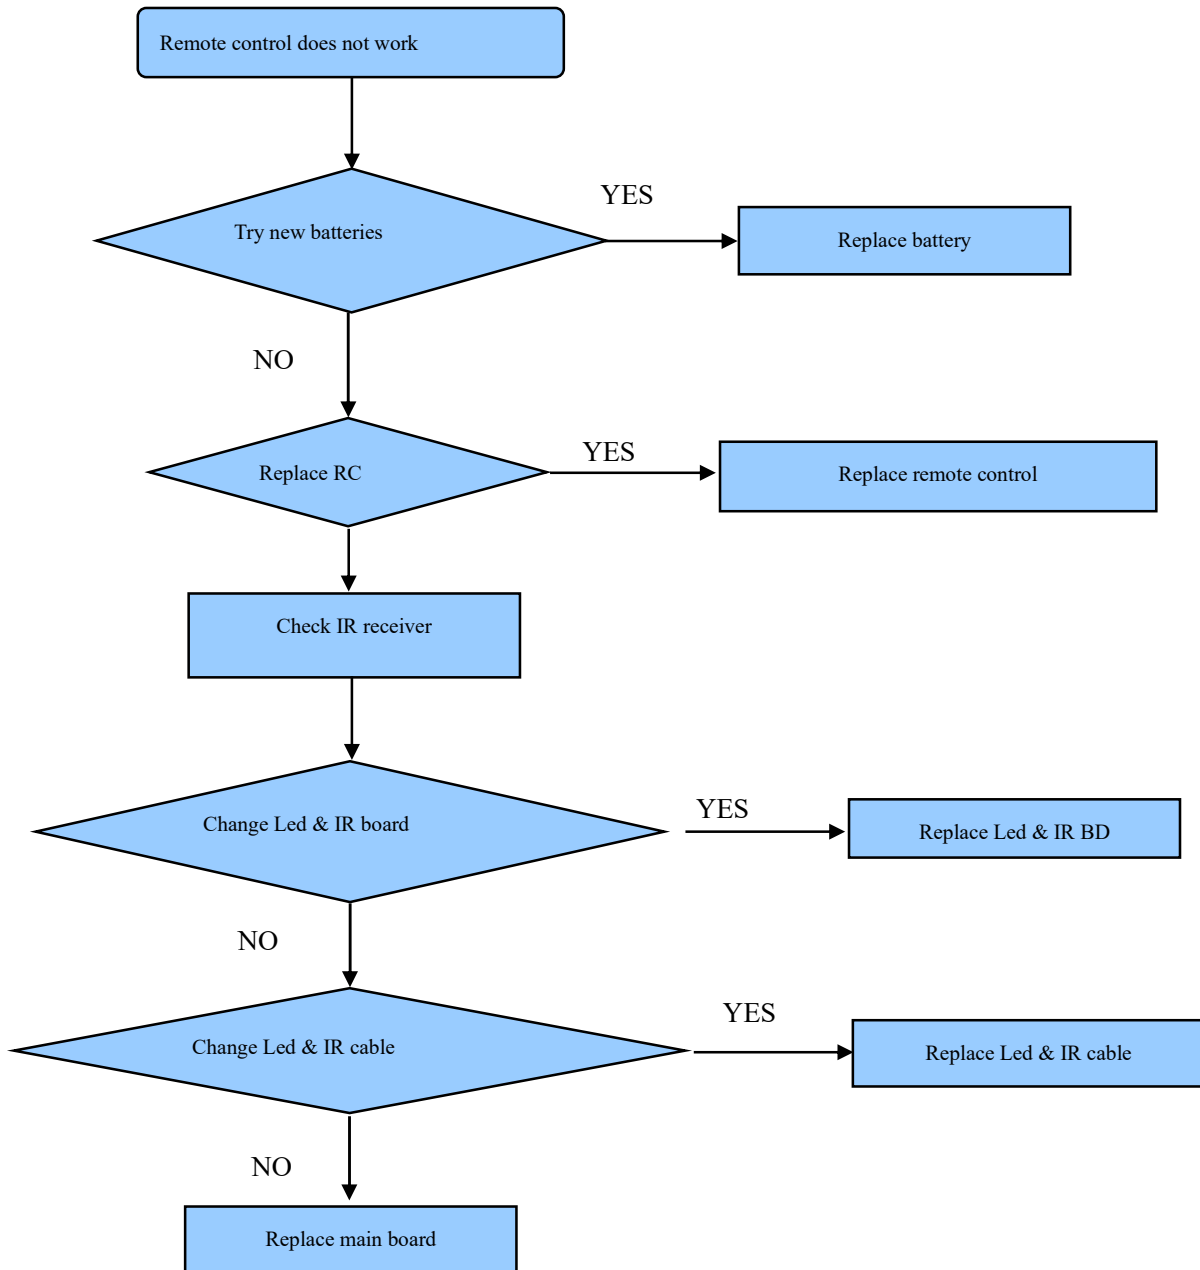 Remote control does not work
Try new batteries
YES
Replace battery
NO
Replace RC
YES
Replace remote control
Check IR receiver
Change Led & IR board
YES
Replace Led & IR BD
NO
Change Led & IR cable
YES
Replace Led & IR cable
NO
Replace main board